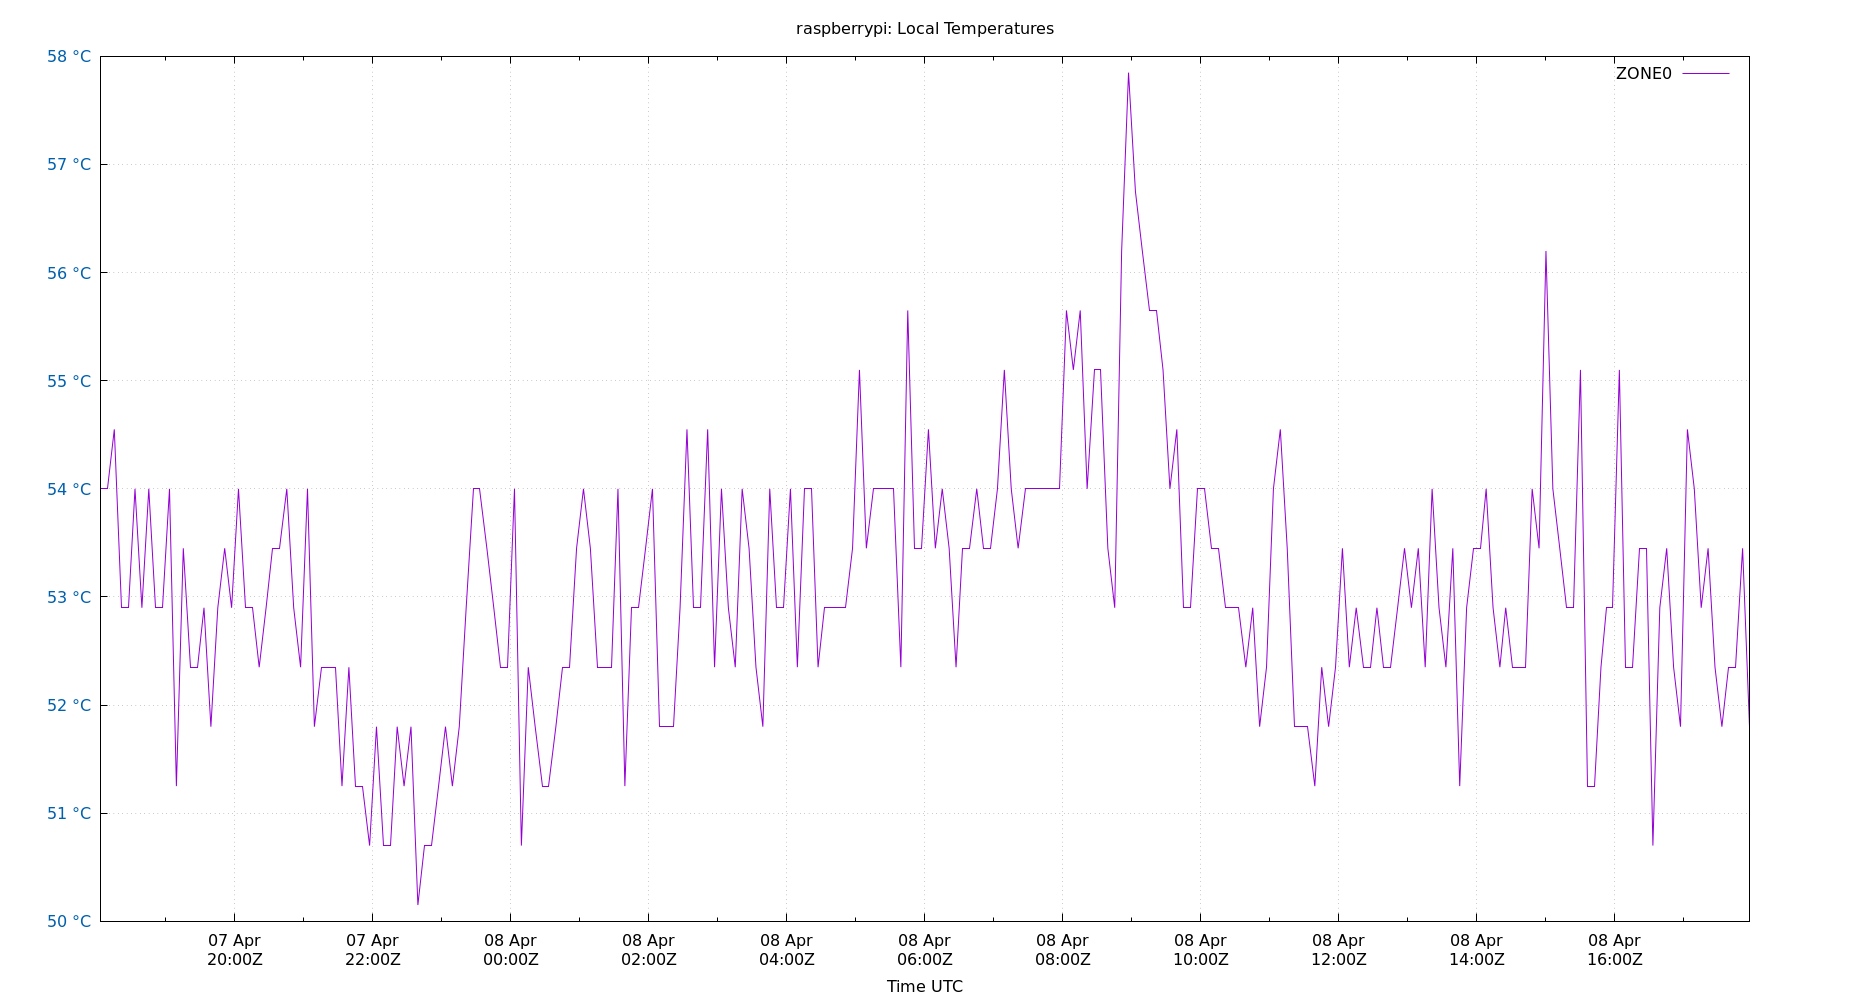 raspberrypi: Local Temperatures
58 °C
ZONE0
57 °C
56 °C
55 °C
54 °C
53 °C
52 °C
51 °C
50 °C
07 Apr 07 Apr 08 Apr 08 Apr 08 Apr 08 Apr 08 Apr 08 Apr 08 Apr 08 Apr 08 Apr
20:00Z 22:00Z 00:00Z 02:00Z 04:00Z 06:00Z 08:00Z 10:00Z 12:00Z 14:00Z 16:00Z
Time UTC